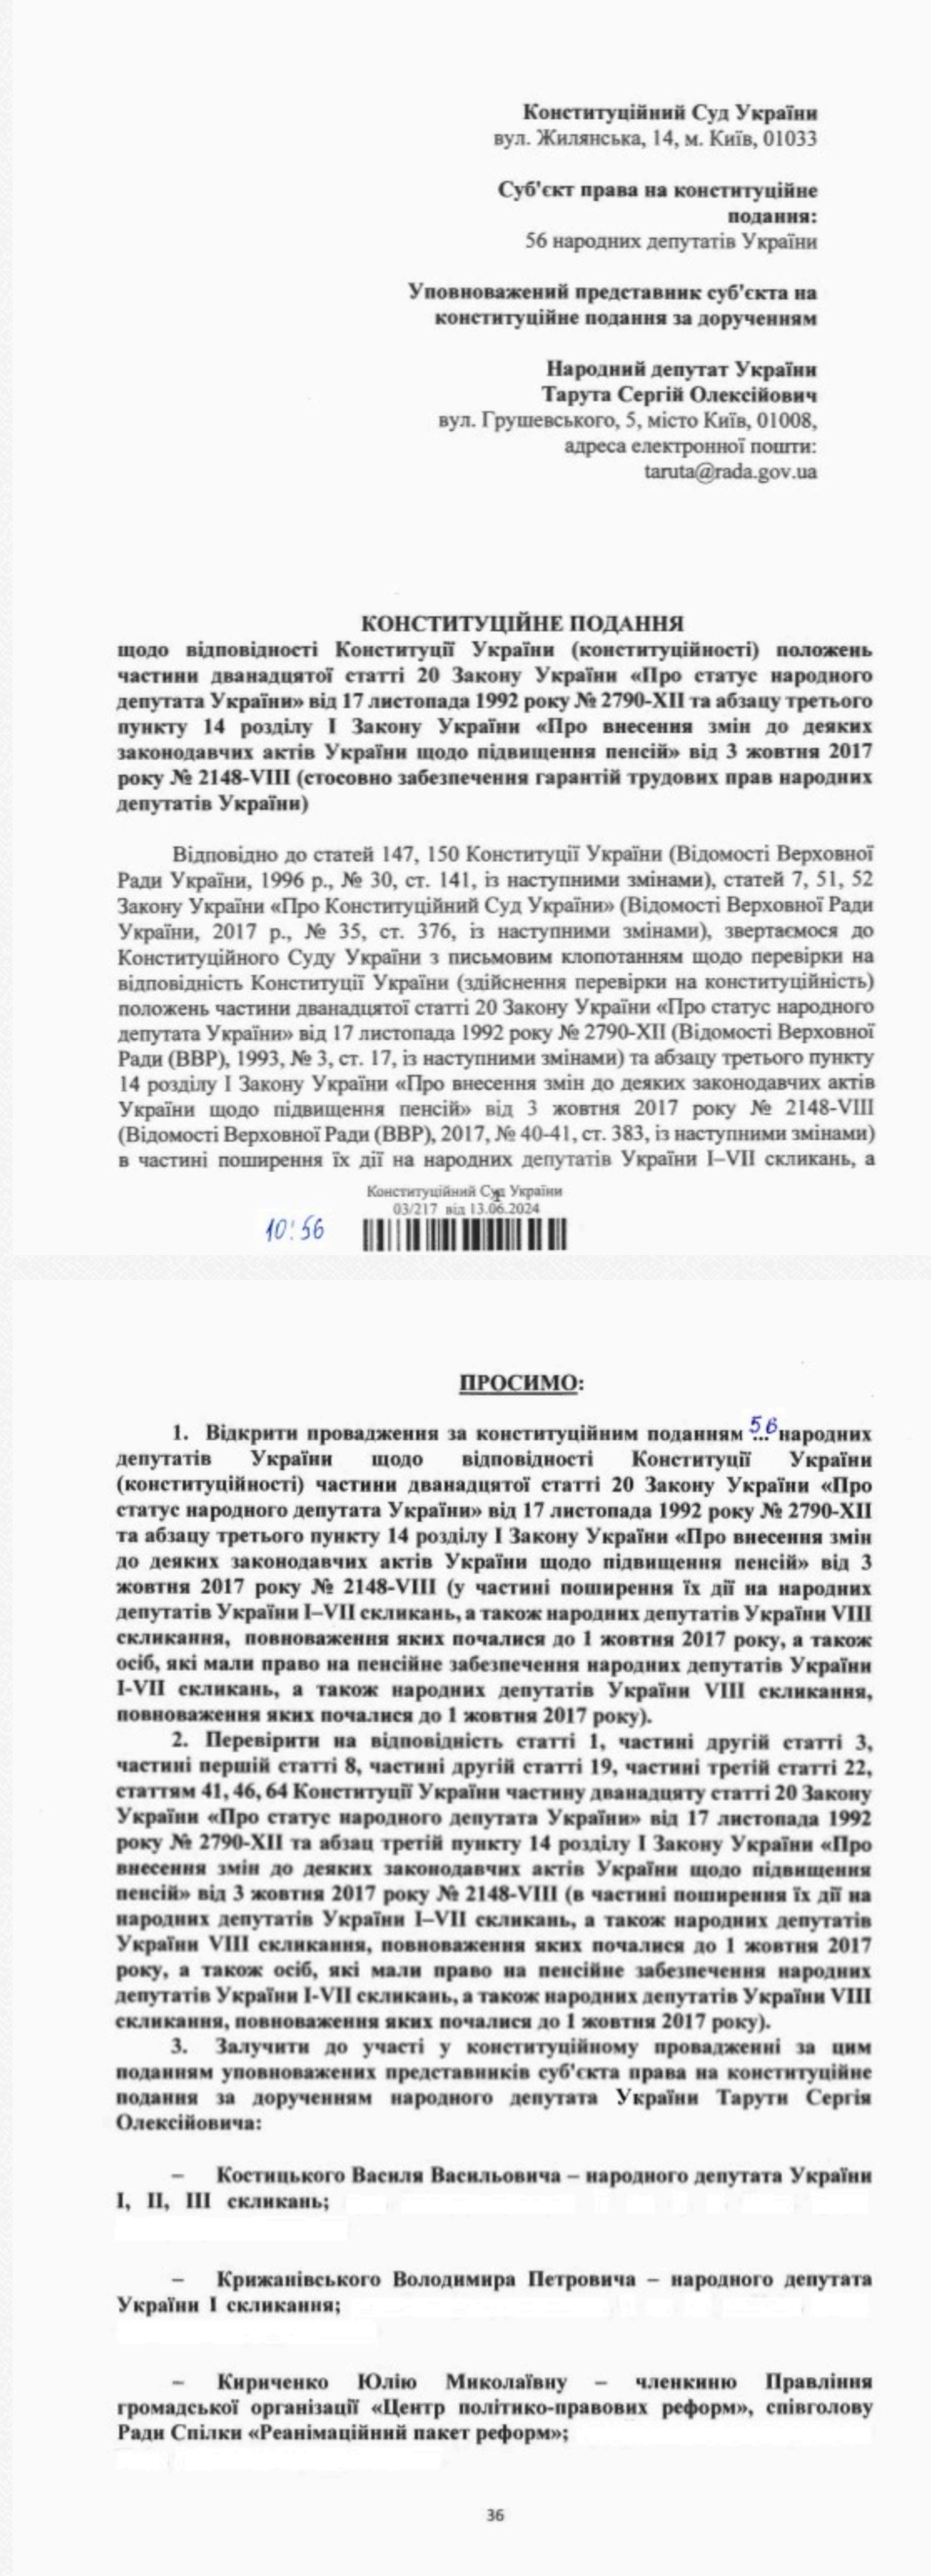 Конституційний Суд України
вул. Жилянська, 14, м. Київ, 01033
Суб'єкт права на конституційне
подання:
56 народних депутатів України
Уповноважений представник суб'єкта на
конституційне подання за дорученням
Народний депутат України
Тарута Сергій Олексійович
вул. Грушевського, 5, місто Київ, 01008,
адреса електронної пошти:
taruta@rada.gov.ua
КОНСТИТУЦІЙНЕ ПОДАННЯ
щодо відповідності Конституції України (конституційності) положень
частини дванадцятої статті 20 Закону України «Про статус народного
депутата України» від 17 листопада 1992 року № 2790-XII та абзацу третього
пункту 14 розділу I Закону України «Про внесення змін до деяких
законодавчих актів України щодо підвищення пенсій» від 3 жовтня 2017
року № 2148-VIII (стосовно забезпечення гарантій трудових прав народних
депутатів України)
Відповідно до статей 147, 150 Конституції України (Відомості Верховної
Ради України, 1996 р., № 30, ст. 141, із наступними змінами), статей 7, 51, 52
Закону України «Про Конституційний Суд України» (Відомості Верховної Ради
України, 2017 р., № 35, ст. 376, із наступними змінами), звертаємося до
Конституційного Суду України з письмовим клопотанням щодо перевірки на
відповідність Конституції України (здійснення перевірки на конституційність)
положень частини дванадцятої статті 20 Закону України «Про статус народного
депутата України» від 17 листопада 1992 року № 2790-XII (Відомості Верховної
Ради (ВВР), 1993, № 3, ст. 17, із наступними змінами) та абзацу третього пункту
14 розділу I Закону України «Про внесення змін до деяких законодавчих актів
України щодо підвищення пенсій» від 3 жовтня 2017 року № 2148-VIII
(Відомості Верховної Ради (ВВР), 2017, № 40-41, ст. 383, із наступними змінами)
в частині поширення їх дії на народних депутатів України I–VII скликань, а
Конституційний Суд України
03/217 від 13.06.2024
10:56
ПРОСИМО:
1. Відкрити провадження за конституційним поданням 56 ... народних
депутатів України щодо відповідності Конституції України
(конституційності) частини дванадцятої статті 20 Закону України «Про
статус народного депутата України» від 17 листопада 1992 року № 2790-XII
та абзацу третього пункту 14 розділу I Закону України «Про внесення змін
до деяких законодавчих актів України щодо підвищення пенсій» від 3
жовтня 2017 року № 2148-VIII (у частині поширення їх дії на народних
депутатів України I–VII скликань, а також народних депутатів України VIII
скликання, повноваження яких почалися до 1 жовтня 2017 року, а також
осіб, які мали право на пенсійне забезпечення народних депутатів України
I-VII скликань, а також народних депутатів України VIII скликання,
повноваження яких почалися до 1 жовтня 2017 року).
2. Перевірити на відповідність статті 1, частині другій статті 3,
частині першій статті 8, частині другій статті 19, частині третій статті 22,
статтям 41, 46, 64 Конституції України частину дванадцяту статті 20 Закону
України «Про статус народного депутата України» від 17 листопада 1992
року № 2790-XII та абзац третій пункту 14 розділу I Закону України «Про
внесення змін до деяких законодавчих актів України щодо підвищення
пенсій» від 3 жовтня 2017 року № 2148-VIII (в частині поширення їх дії на
народних депутатів України I–VII скликань, а також народних депутатів
України VIII скликання, повноваження яких почалися до 1 жовтня 2017
року, а також осіб, які мали право на пенсійне забезпечення народних
депутатів України I-VII скликань, а також народних депутатів України VIII
скликання, повноваження яких почалися до 1 жовтня 2017 року).
3. Залучити до участі у конституційному провадженні за цим
поданням уповноважених представників суб'єкта права на конституційне
подання за дорученням народного депутата України Тарути Сергія
Олексійовича:
– Костицького Василя Васильовича – народного депутата України
I, II, III скликань;
– Крижанівського Володимира Петровича – народного депутата
України I скликання;
– Кириченко Юлію Миколаївну – членкиню Правління
громадської організації «Центр політико-правових реформ», співголову
Ради Спілки «Реанімаційний пакет реформ»;
36